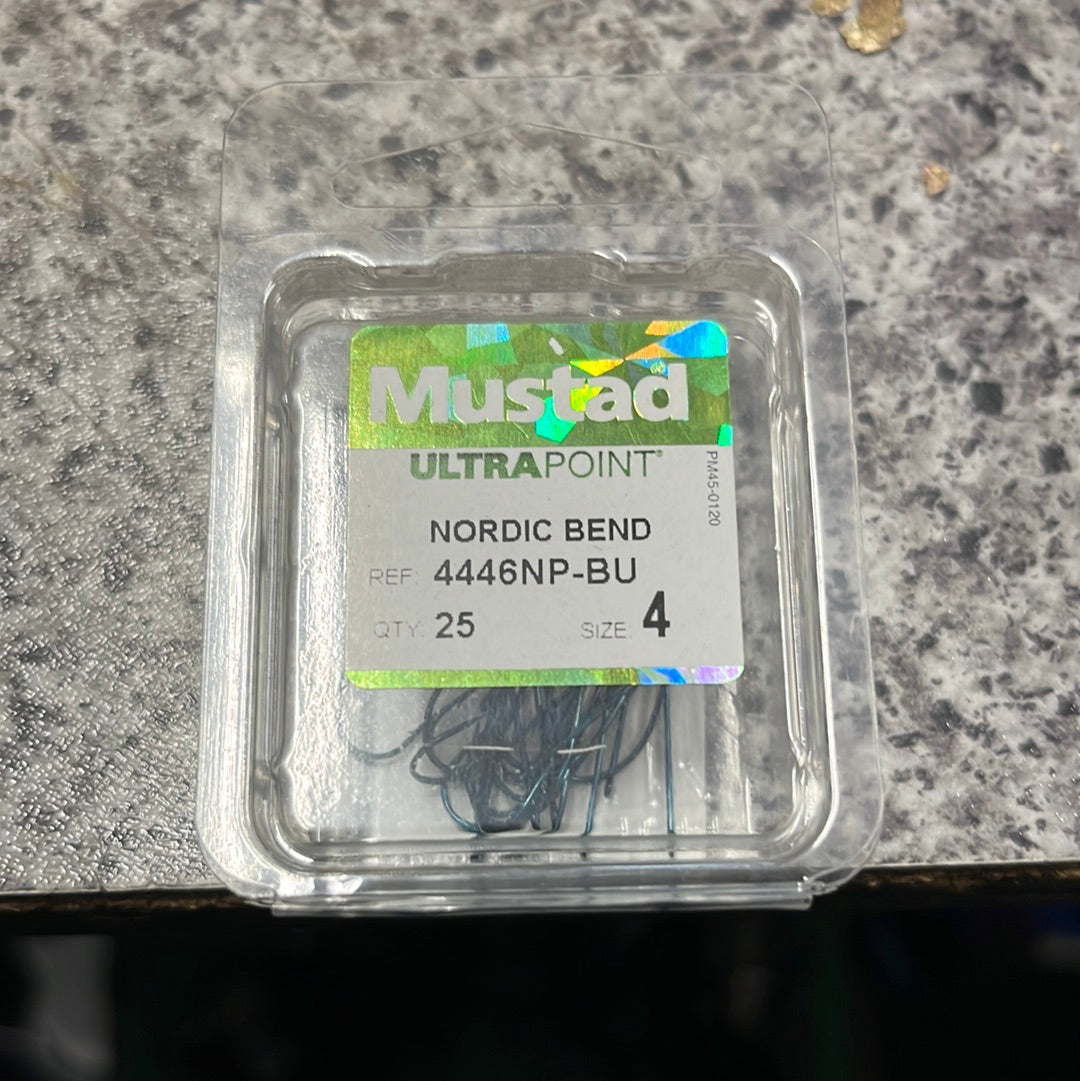 Mustad®
ULTRAPOINT®
PM45-0120
NORDIC BEND
REF: 4446NP-BU
QTY: 25 SIZE: 4